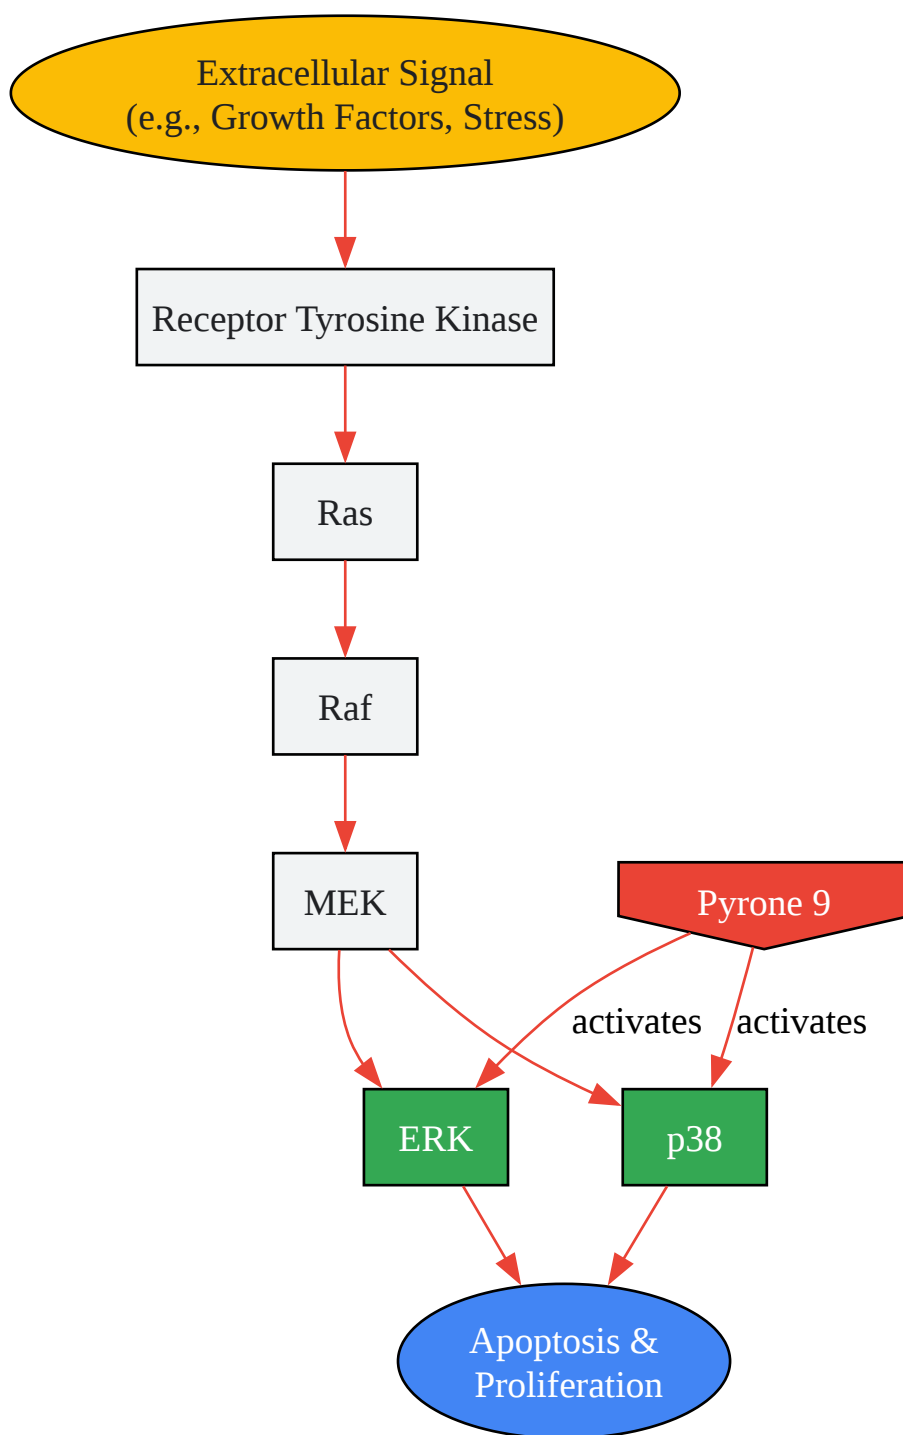 Extracellular Signal
(e.g., Growth Factors, Stress)
Receptor Tyrosine Kinase
Ras
Raf
MEK
Pyrone 9
activates
activates
ERK
p38
Apoptosis &
Proliferation